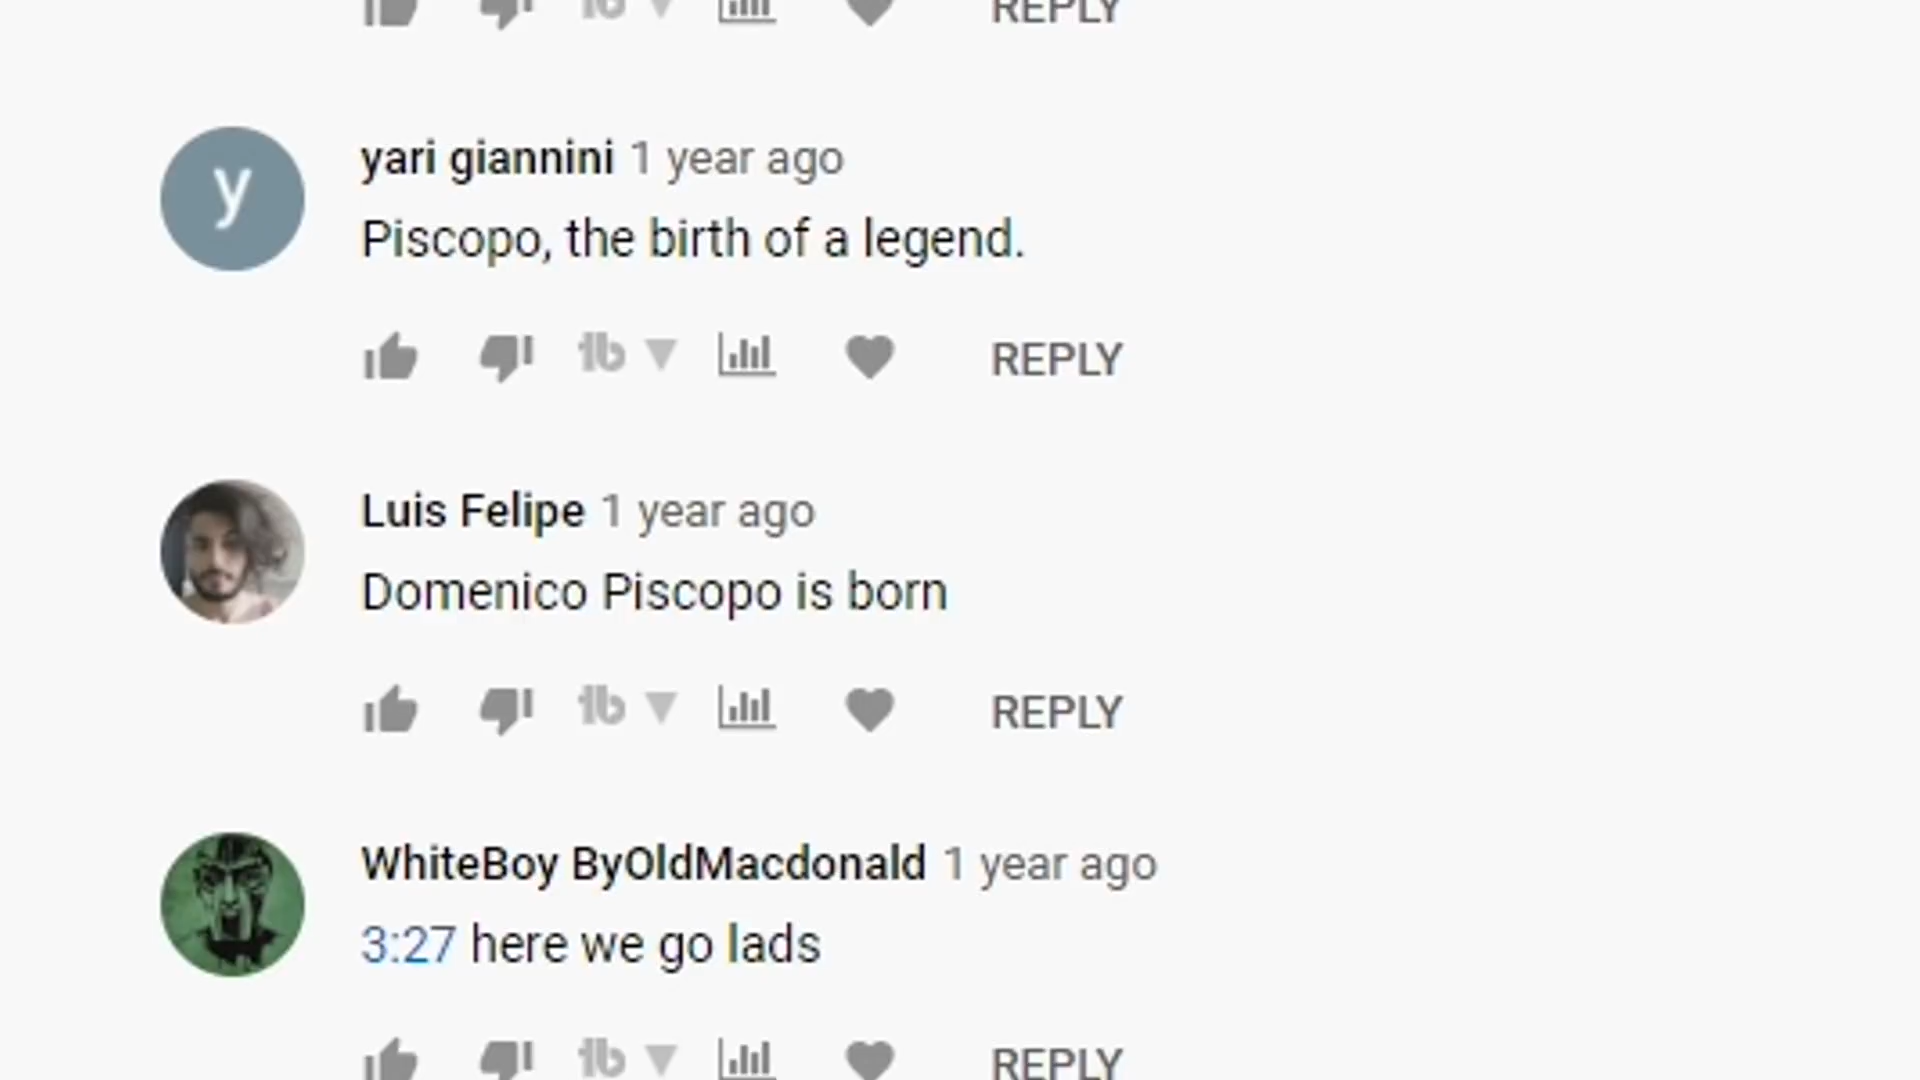 REPLY
y
yari giannini 1 year ago
Piscopo, the birth of a legend.
REPLY
Luis Felipe 1 year ago
Domenico Piscopo is born
REPLY
WhiteBoy ByOldMacdonald 1 year ago
3:27 here we go lads
REPLY